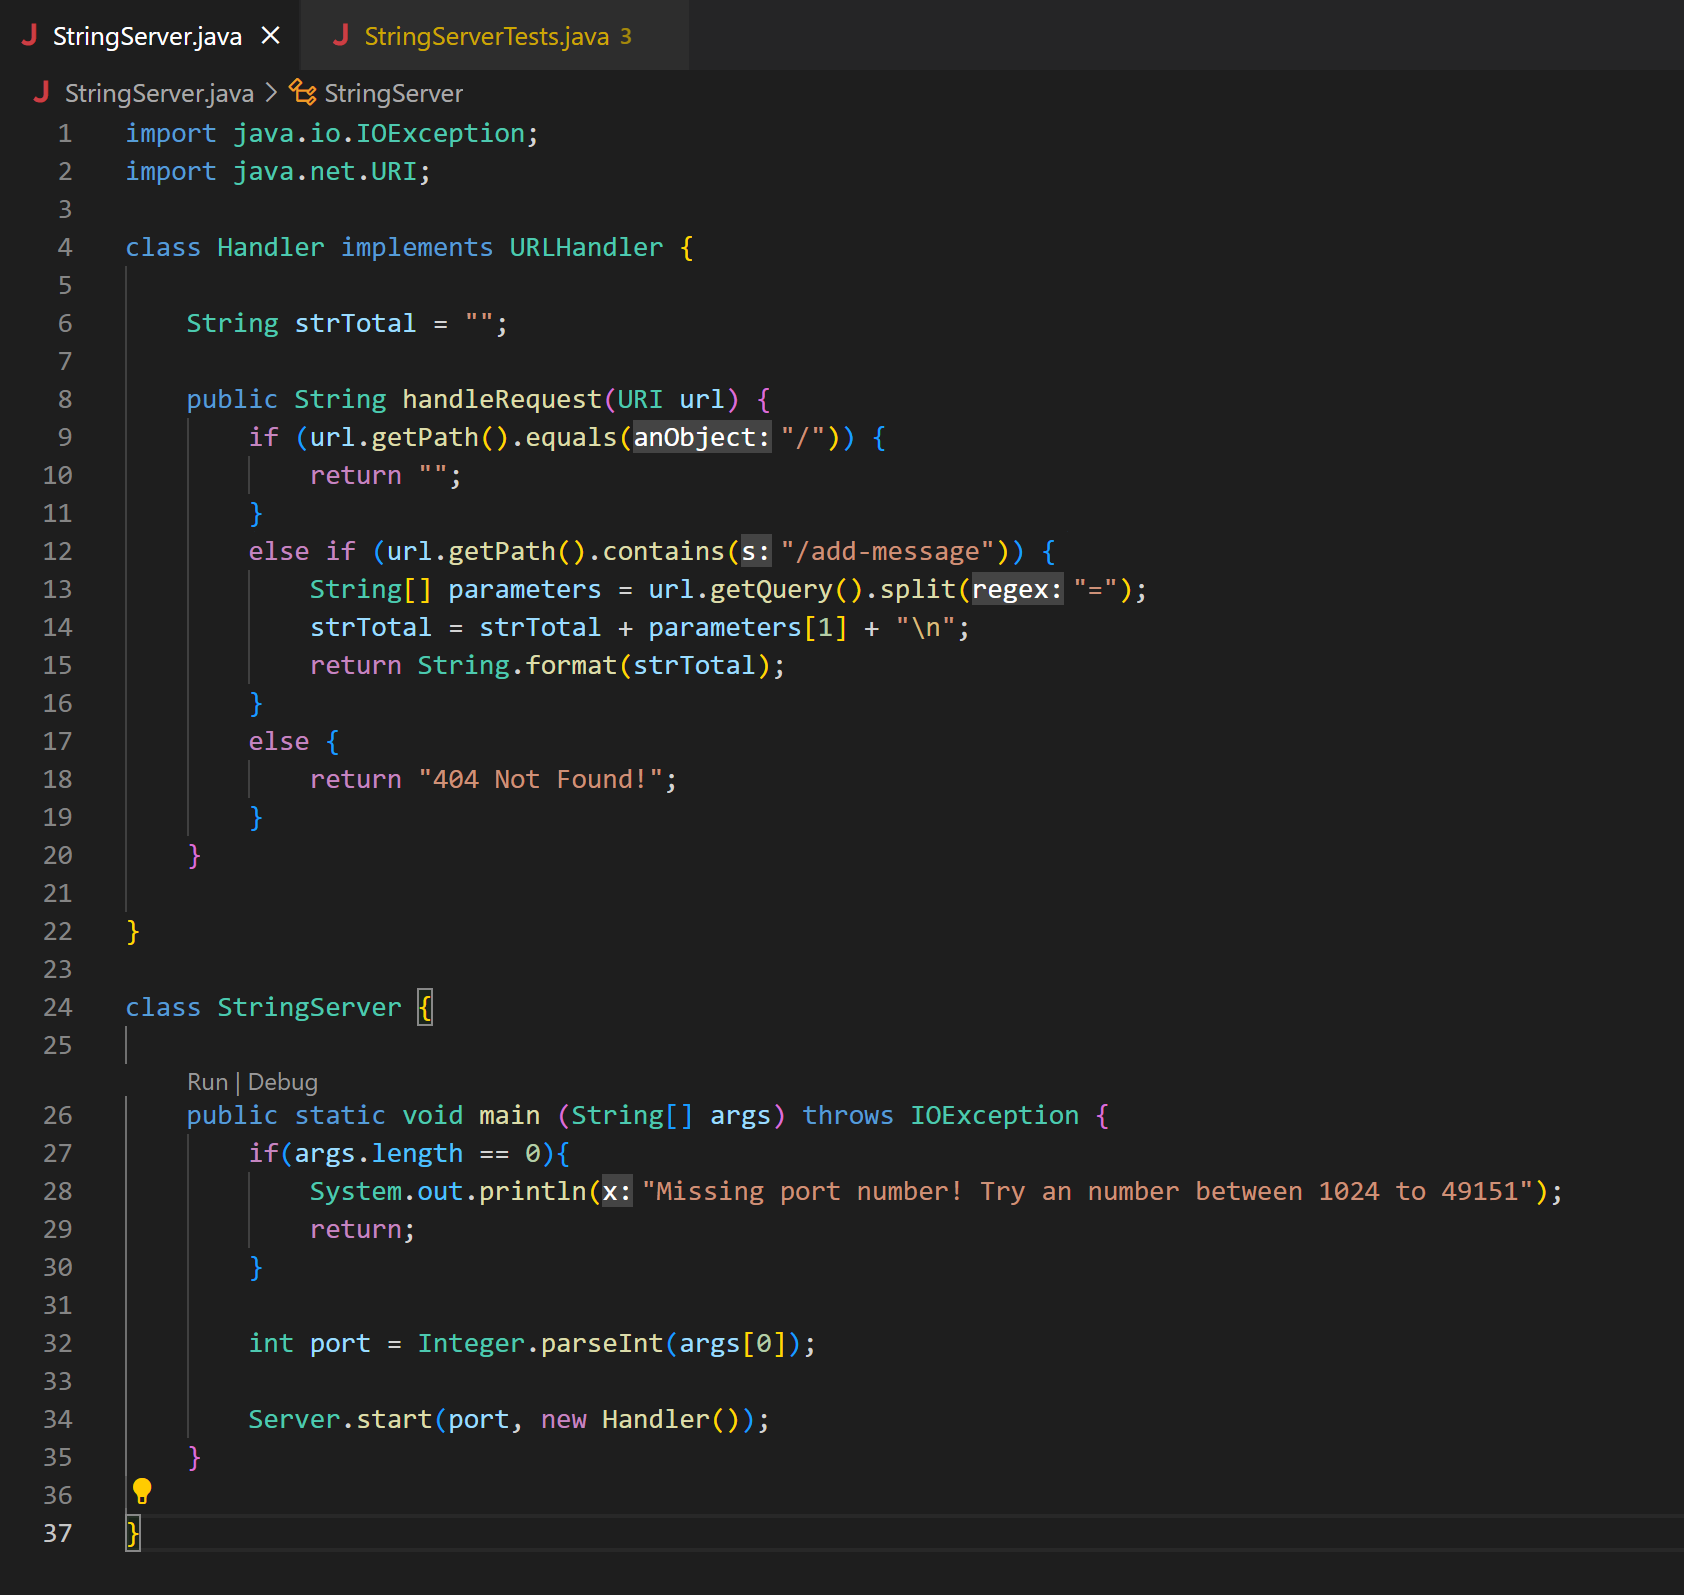 StringServer.java StringServerTests.java 3
StringServer.java > StringServer
1 import java.io.IOException;
2 import java.net.URI;
3
4 class Handler implements URLHandler {
5
6 String strTotal = "";
7
8 public String handleRequest(URI url) {
9 if (url.getPath().equals(anObject: "/")) {
10 return "";
11 }
12 else if (url.getPath().contains(s: "/add-message")) {
13 String[] parameters = url.getQuery().split(regex: "=");
14 strTotal = strTotal + parameters[1] + "\n";
15 return String.format(strTotal);
16 }
17 else {
18 return "404 Not Found!";
19 }
20 }
21
22 }
23
24 class StringServer {
25
Run | Debug
26 public static void main (String[] args) throws IOException {
27 if(args.length == 0){
28 System.out.println(x: "Missing port number! Try an number between 1024 to 49151");
29 return;
30 }
31
32 int port = Integer.parseInt(args[0]);
33
34 Server.start(port, new Handler());
35 }
36
37 }